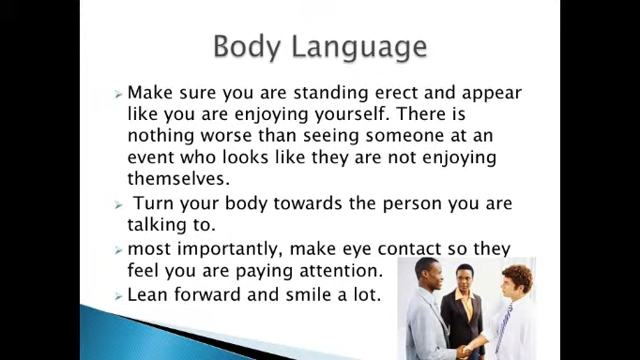 Body Language
Make sure you are standing erect and appear
like you are enjoying yourself. There is
nothing worse than seeing someone at an
event who looks like they are not enjoying
themselves.
Turn your body towards the person you are
talking to.
most importantly, make eye contact so they
feel you are paying attention.
Lean forward and smile a lot.